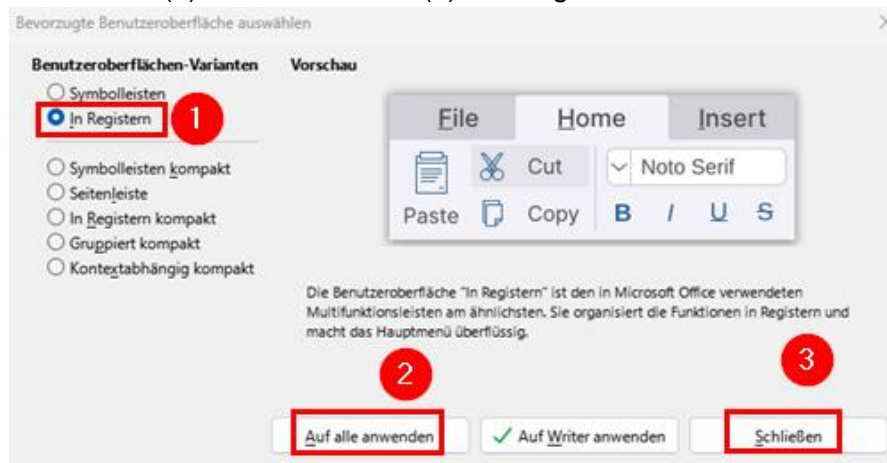 Bevorzugte Benutzeroberfläche auswählen
Benutzeroberflächen-Varianten
Symbolleisten
In Registern
1
Symbolleisten kompakt
Seitenleiste
In Registern kompakt
Gruppiert kompakt
Kontextabhängig kompakt
Vorschau
File Home Insert
Cut Noto Serif
Paste Copy B I U S
Die Benutzeroberfläche "In Registern" ist den in Microsoft Office verwendeten
Multifunktionsleisten am ähnlichsten. Sie organisiert die Funktionen in Registern und
macht das Hauptmenü überflüssig.
2
3
Auf alle anwenden Auf Writer anwenden Schließen